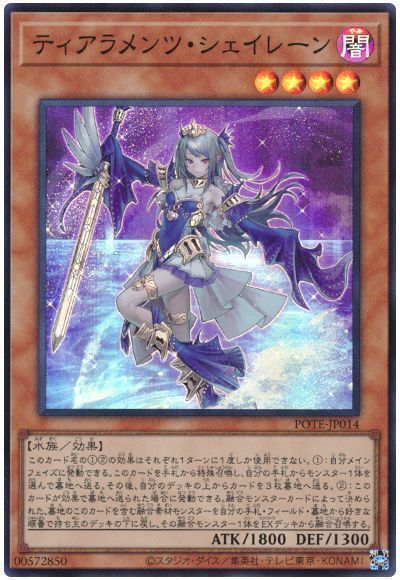 ティアラメンツ・シェイレーン
闇
POTE-JP014
【水族／効果】
このカード名の①②の効果はそれぞれ1ターンに1度しか使用できない。①：自分メイン
フェイズに発動できる。このカードを手札から特殊召喚し、自分の手札からモンスター1体を
選んで墓地へ送る。その後、自分のデッキの上からカードを3枚墓地へ送る。②：この
カードが効果で墓地へ送られた場合に発動できる。融合モンスターカードによって決めら
れた、墓地のこのカードを含む融合素材モンスターを自分の手札・フィールド・墓地から好きな
順番で持ち主のデッキの下に戻し、その融合モンスター1体をEXデッキから融合召喚する。
ATK/1800 DEF/1300
00572850
©スタジオ・ダイス／集英社・テレビ東京・KONAMI